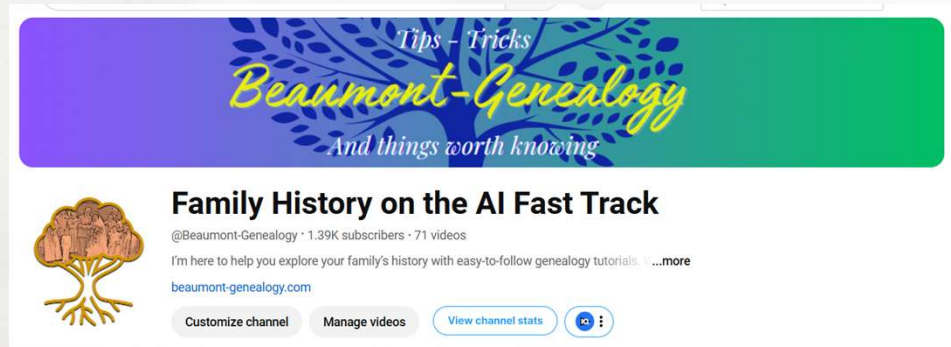 Tips - Tricks
Beaumont-Genealogy
And things worth knowing
Family History on the AI Fast Track
@Beaumont-Genealogy · 1.39K subscribers · 71 videos
I'm here to help you explore your family's history with easy-to-follow genealogy tutorials. ...more
beaumont-genealogy.com
Customize channel Manage videos View channel stats